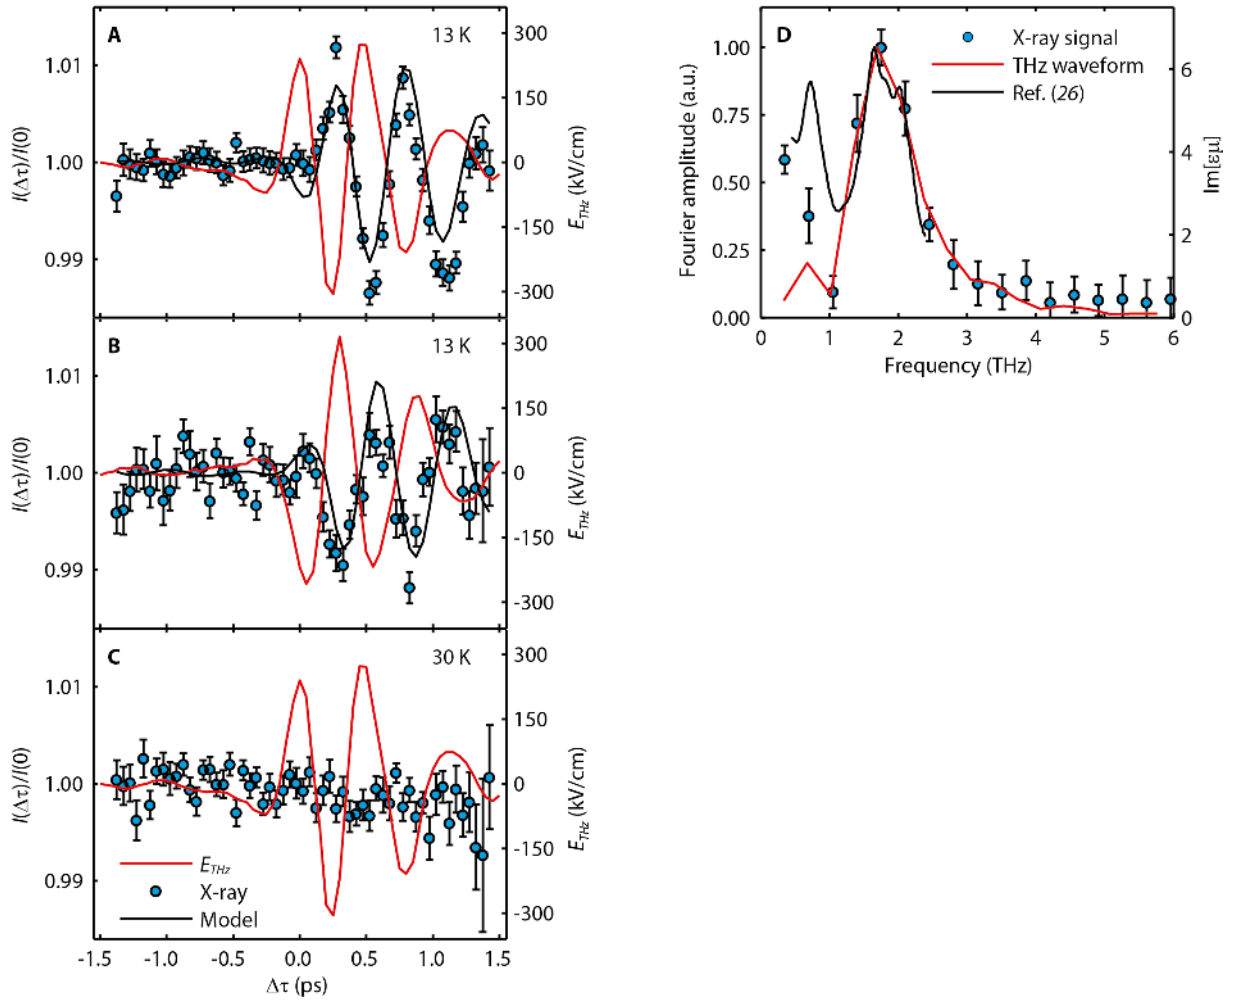 A
13 K
I(Δτ)/I(0)
1.01
1.00
0.99
300
150
0
-150
-300
E_THz (kV/cm)
B
13 K
I(Δτ)/I(0)
1.01
1.00
0.99
300
150
0
-150
-300
E_THz (kV/cm)
C
30 K
I(Δτ)/I(0)
1.01
1.00
0.99
300
150
0
-150
-300
E_THz (kV/cm)
E_THz
X-ray
Model
-1.5 -1.0 -0.5 0.0 0.5 1.0 1.5
Δτ (ps)
D
X-ray signal
THz waveform
Ref. (26)
Fourier amplitude (a.u.)
1.00
0.75
0.50
0.25
0.00
6
4
2
0
Im[εμ]
0 1 2 3 4 5 6
Frequency (THz)